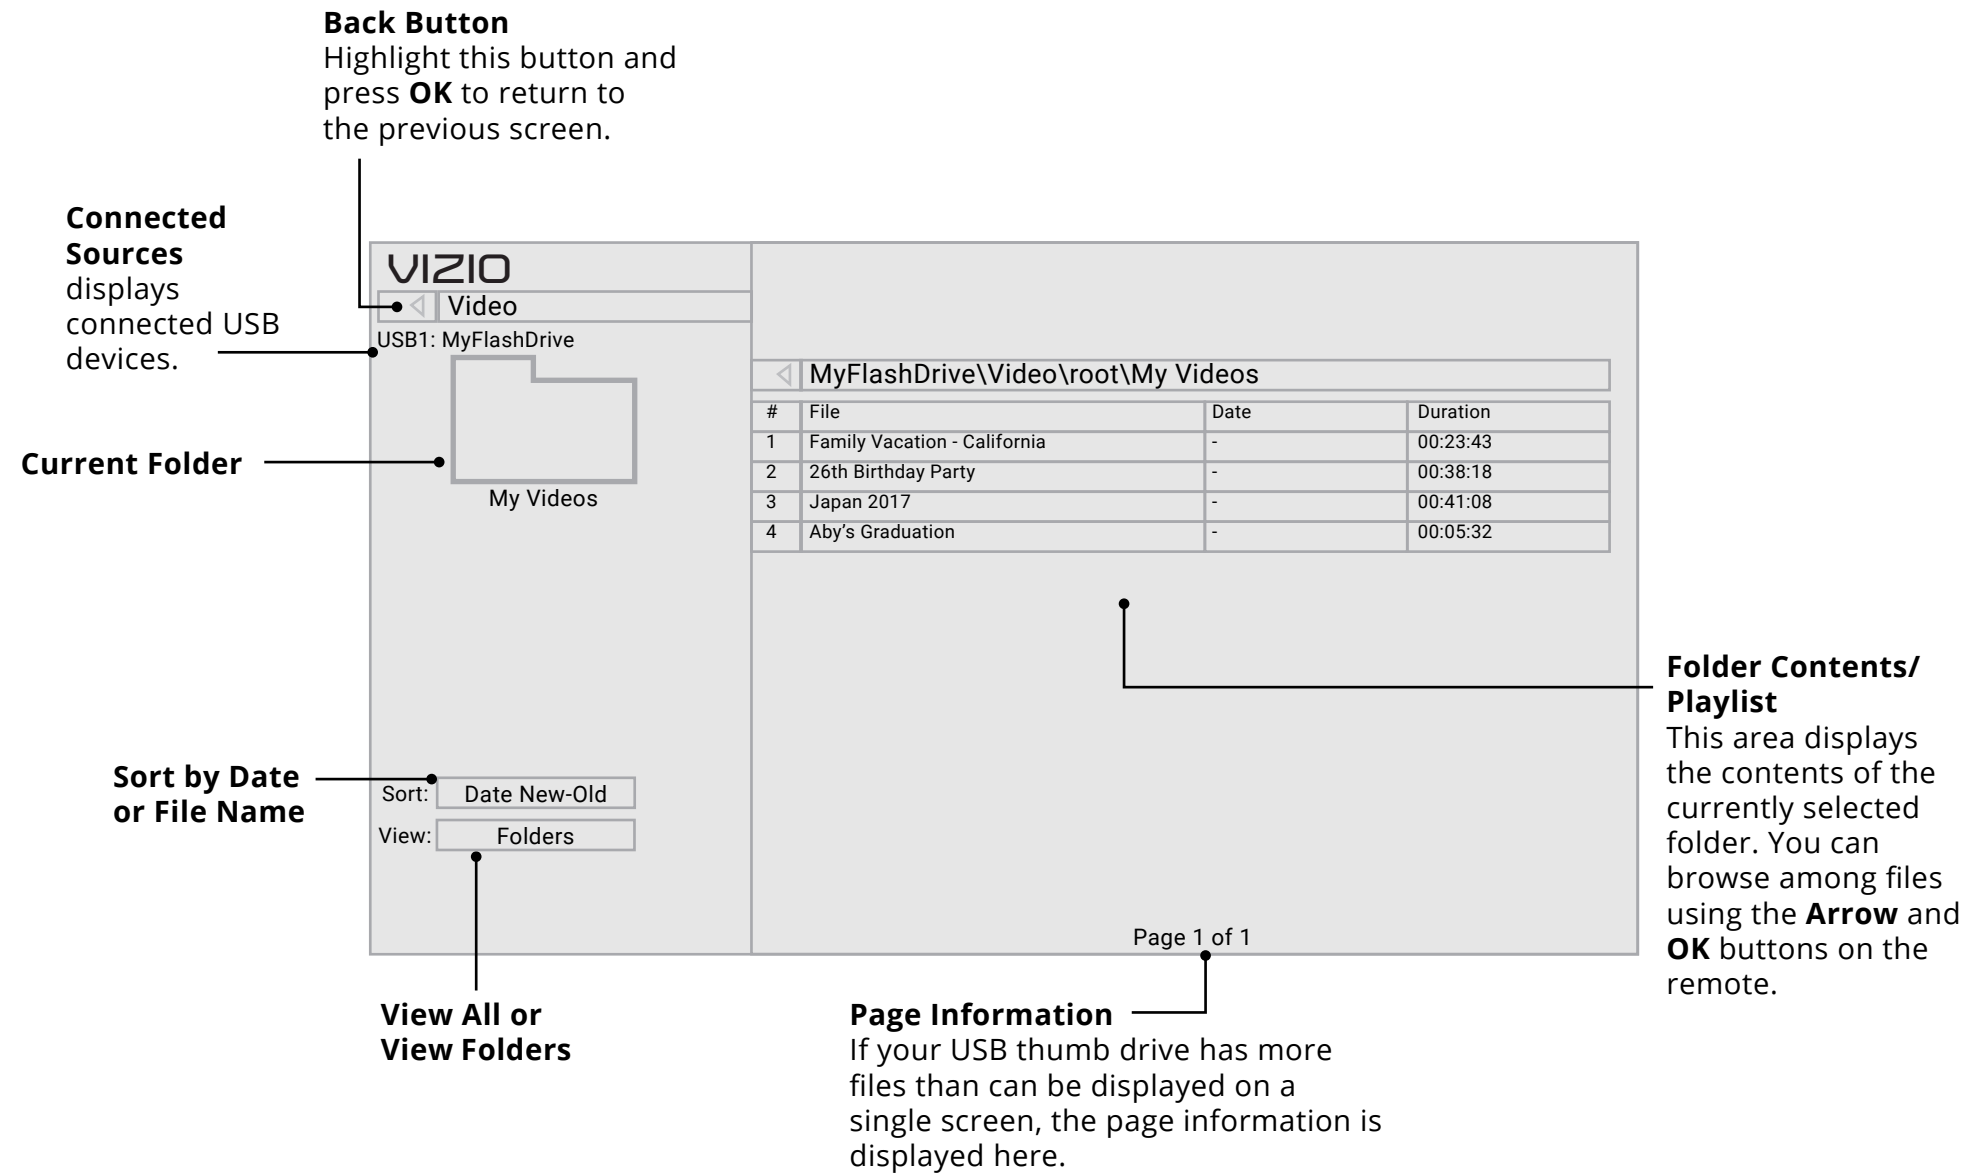 Back Button
Highlight this button and
press OK to return to
the previous screen.
Connected
Sources
displays
connected USB
devices.
VIZIO
Video
USB1: MyFlashDrive
Current Folder
My Videos
MyFlashDrive\Video\root\My Videos
# File Date Duration
1 Family Vacation - California - 00:23:43
2 26th Birthday Party - 00:38:18
3 Japan 2017 - 00:41:08
4 Aby’s Graduation - 00:05:32
Folder Contents/
Playlist
This area displays
the contents of the
currently selected
folder. You can
browse among files
using the Arrow and
OK buttons on the
remote.
Sort by Date
or File Name
Sort: Date New-Old
View: Folders
Page 1 of 1
View All or
View Folders
Page Information
If your USB thumb drive has more
files than can be displayed on a
single screen, the page information is
displayed here.